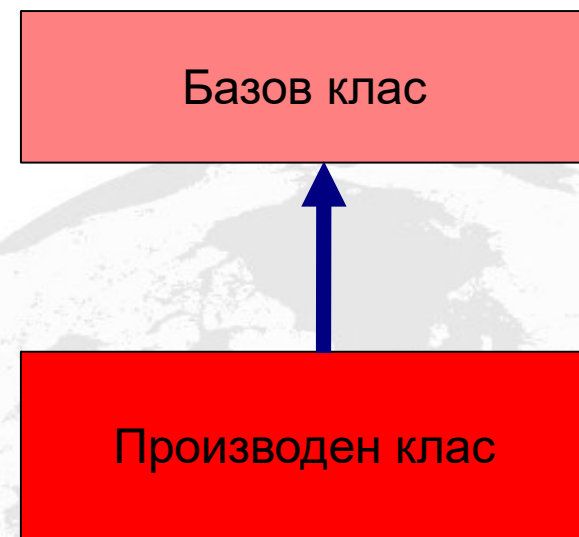 Базов клас
Производен клас